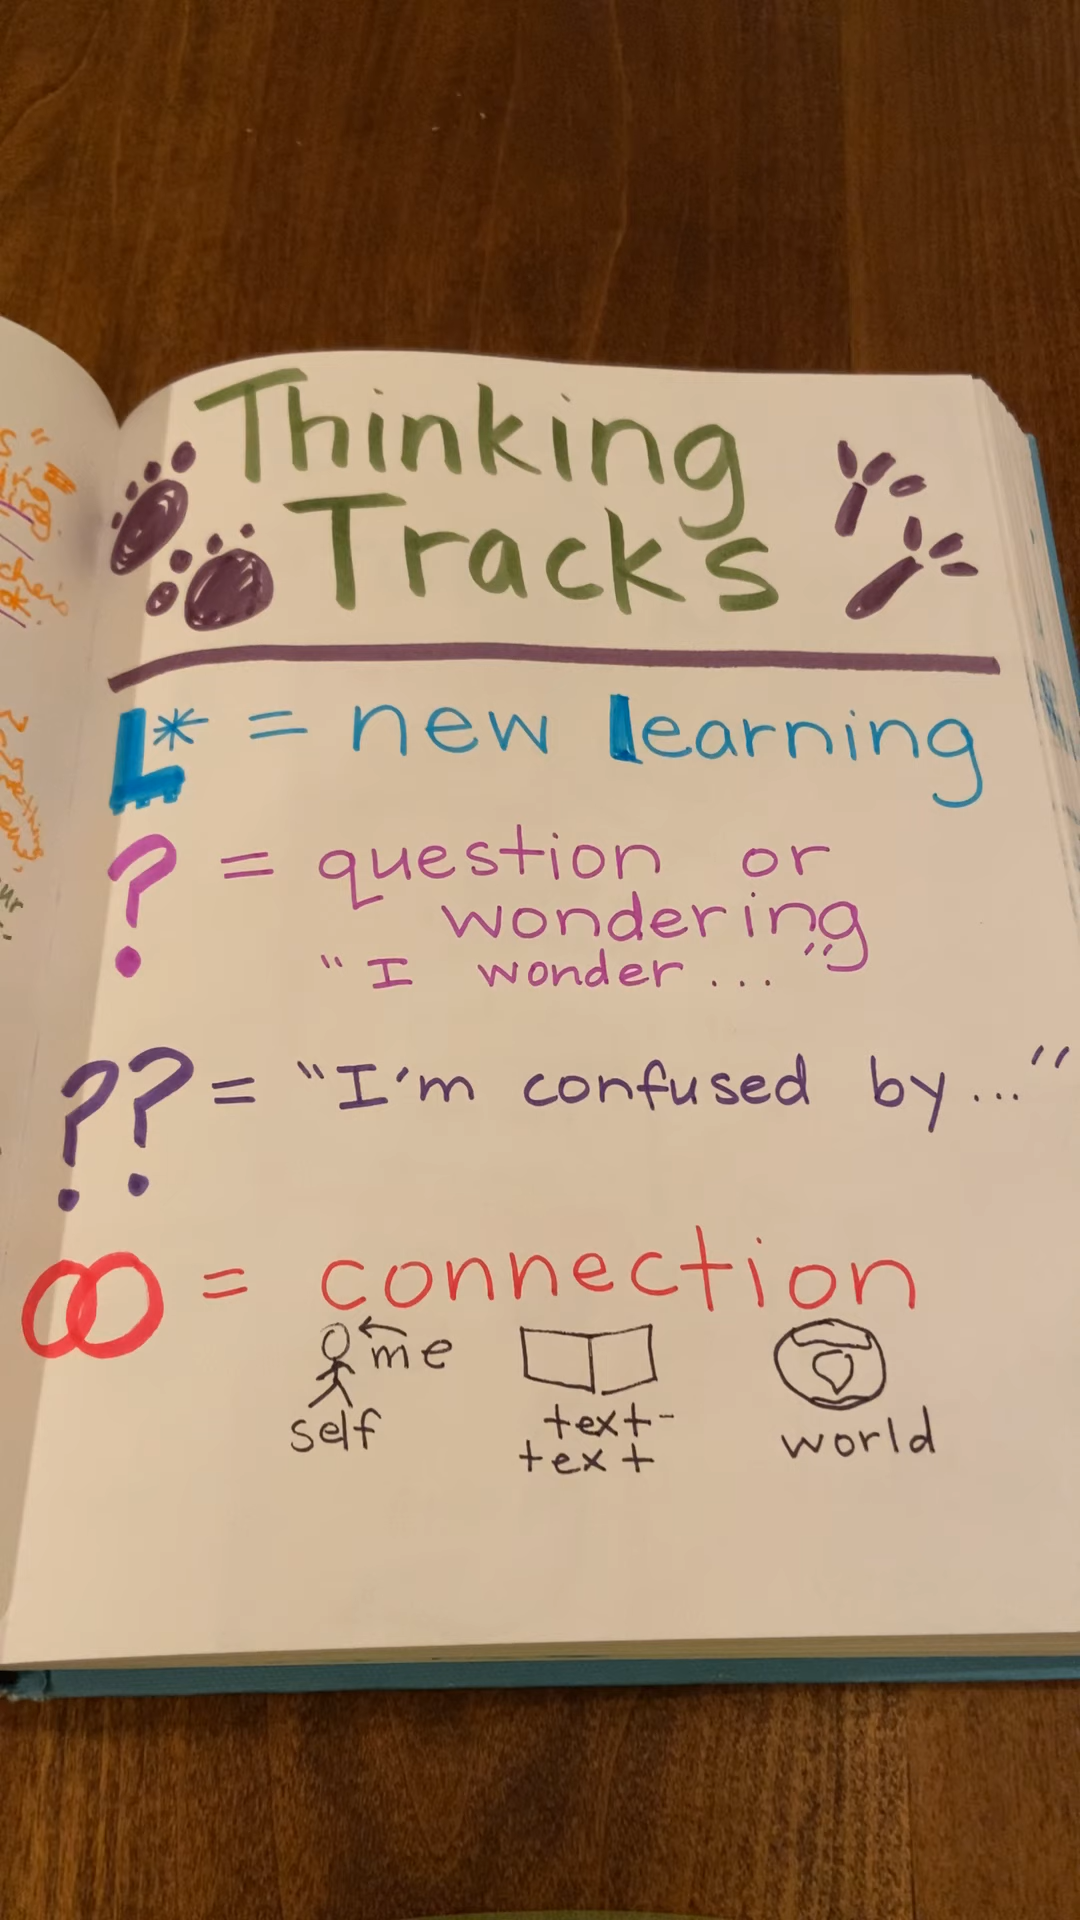 Thinking
Tracks
L* = new learning
? = question or
wondering
"I wonder..."
?? = "I'm confused by..."
= connection
me
self
text-
text
world